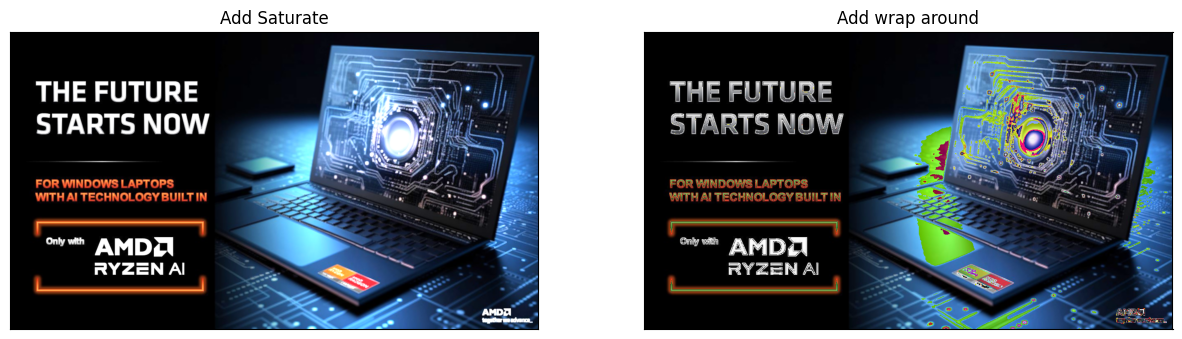 Add Saturate
THE FUTURE
STARTS NOW
FOR WINDOWS LAPTOPS
WITH AI TECHNOLOGY BUILT IN
Only with
AMD
RYZEN AI
AMD
together we advance_
Add wrap around
THE FUTURE
STARTS NOW
FOR WINDOWS LAPTOPS
WITH AI TECHNOLOGY BUILT IN
Only with
AMD
RYZEN AI
AMD